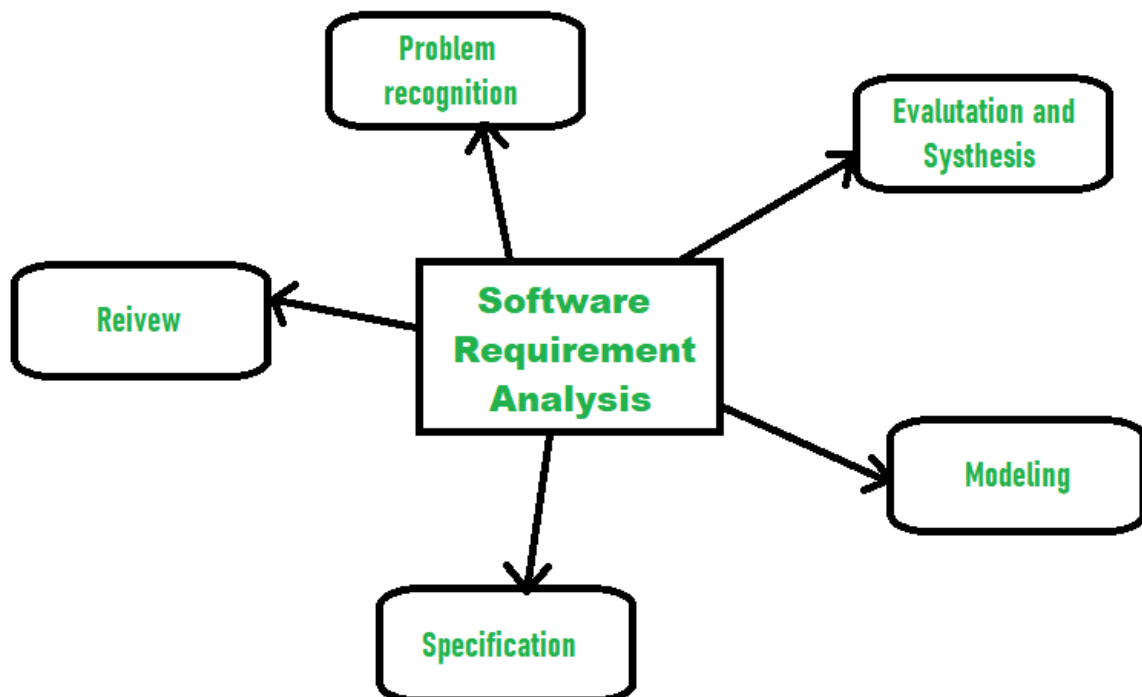 Problem
recognition
Evalutation and
Systhesis
Reivew
Software
Requirement
Analysis
Modeling
Specification